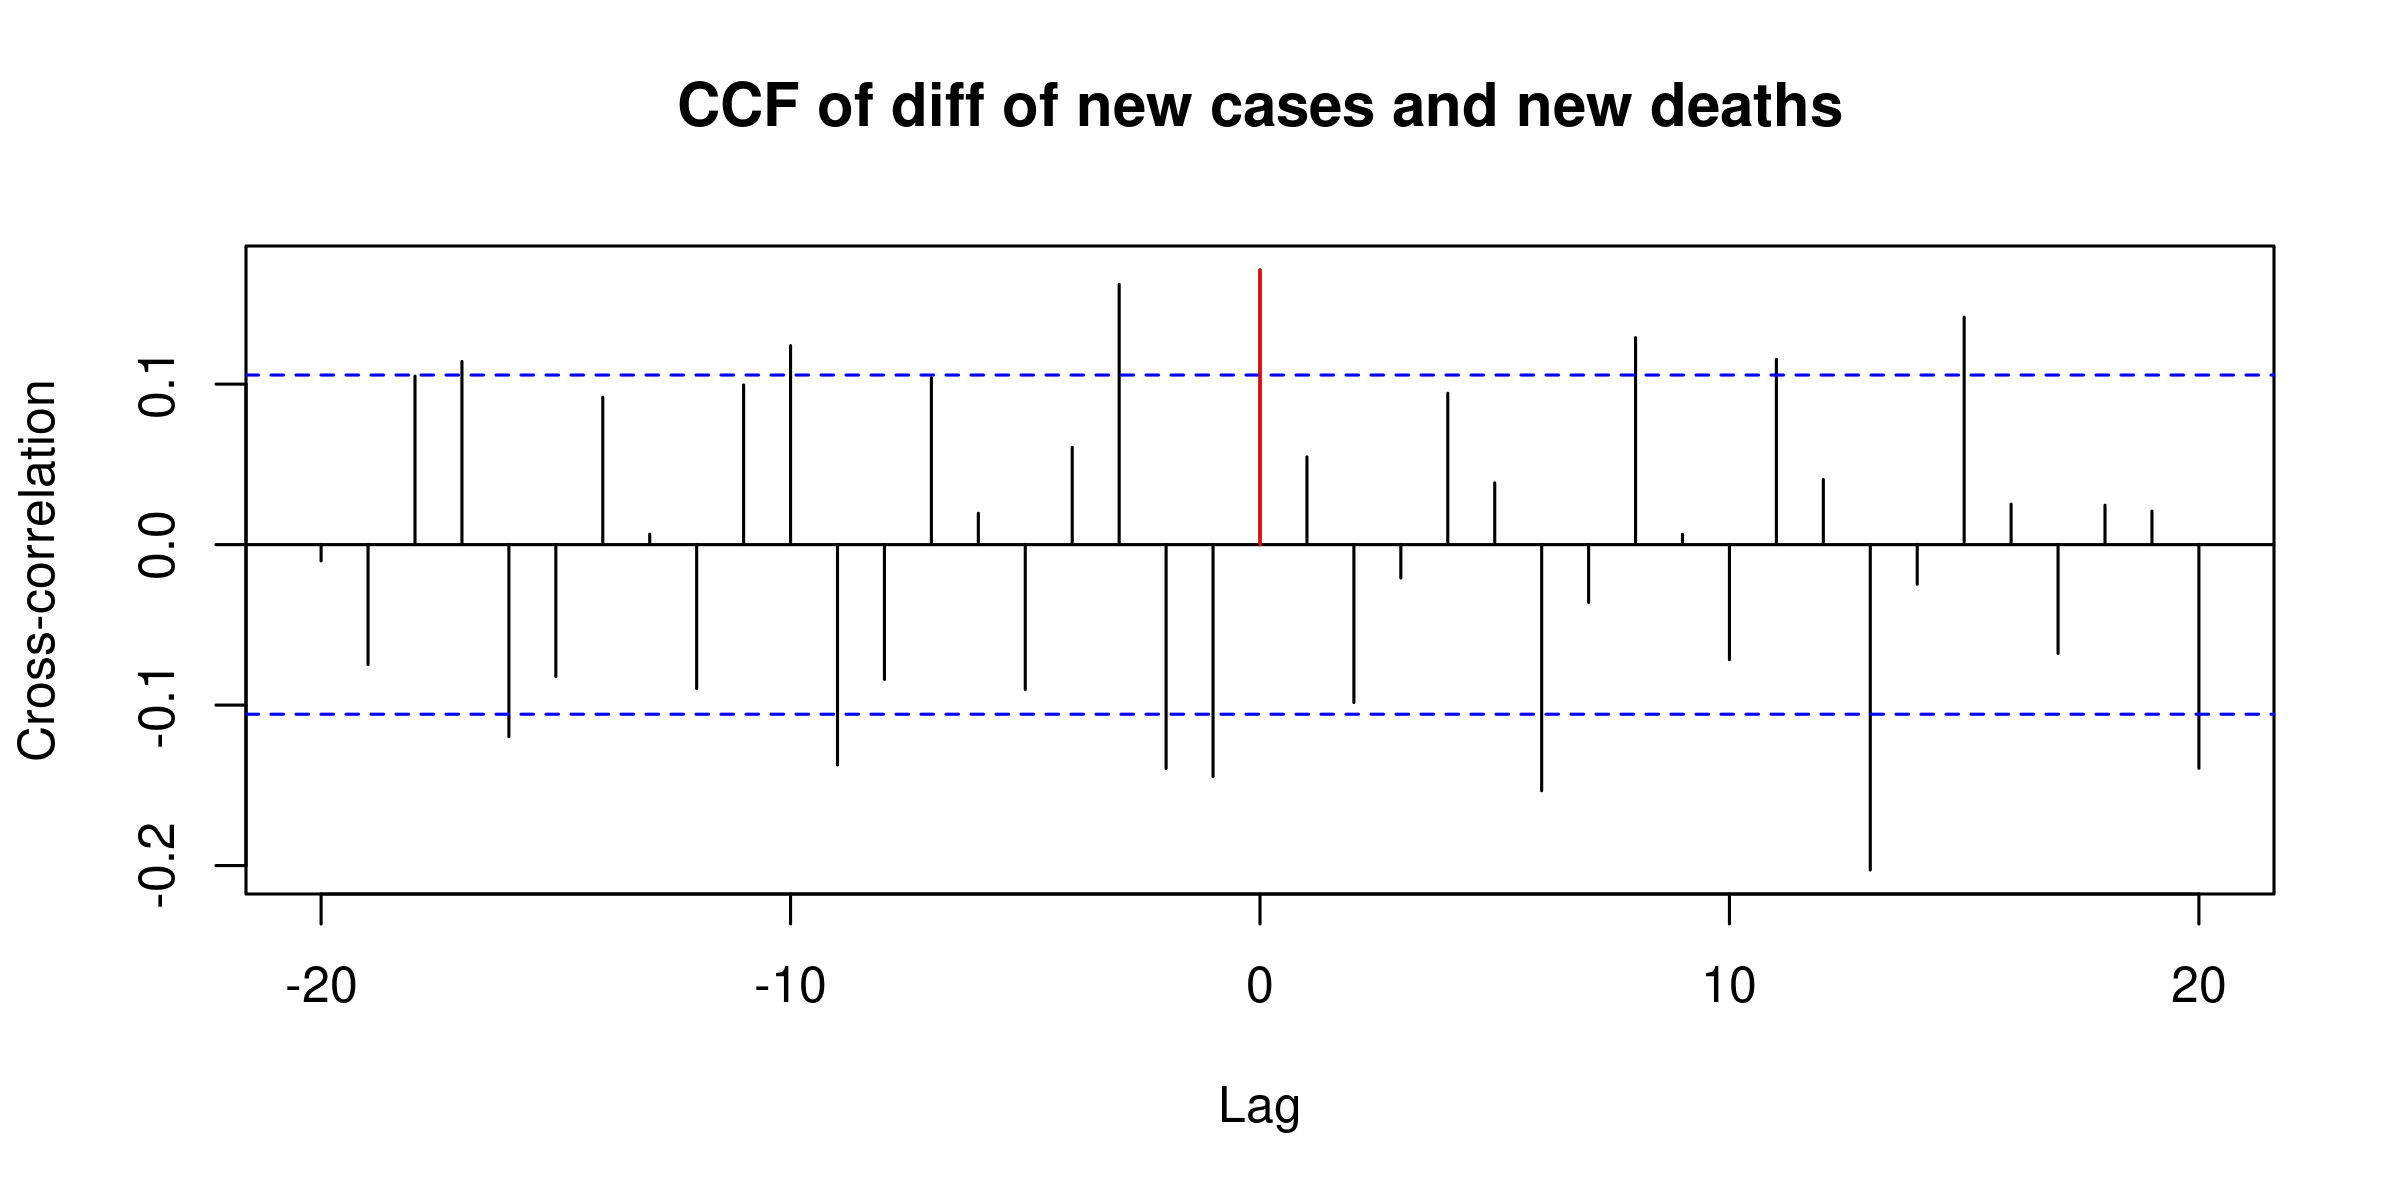 CCF of diff of new cases and new deaths
Cross-correlation
0.1
0.0
-0.1
-0.2
-20 -10 0 10 20
Lag